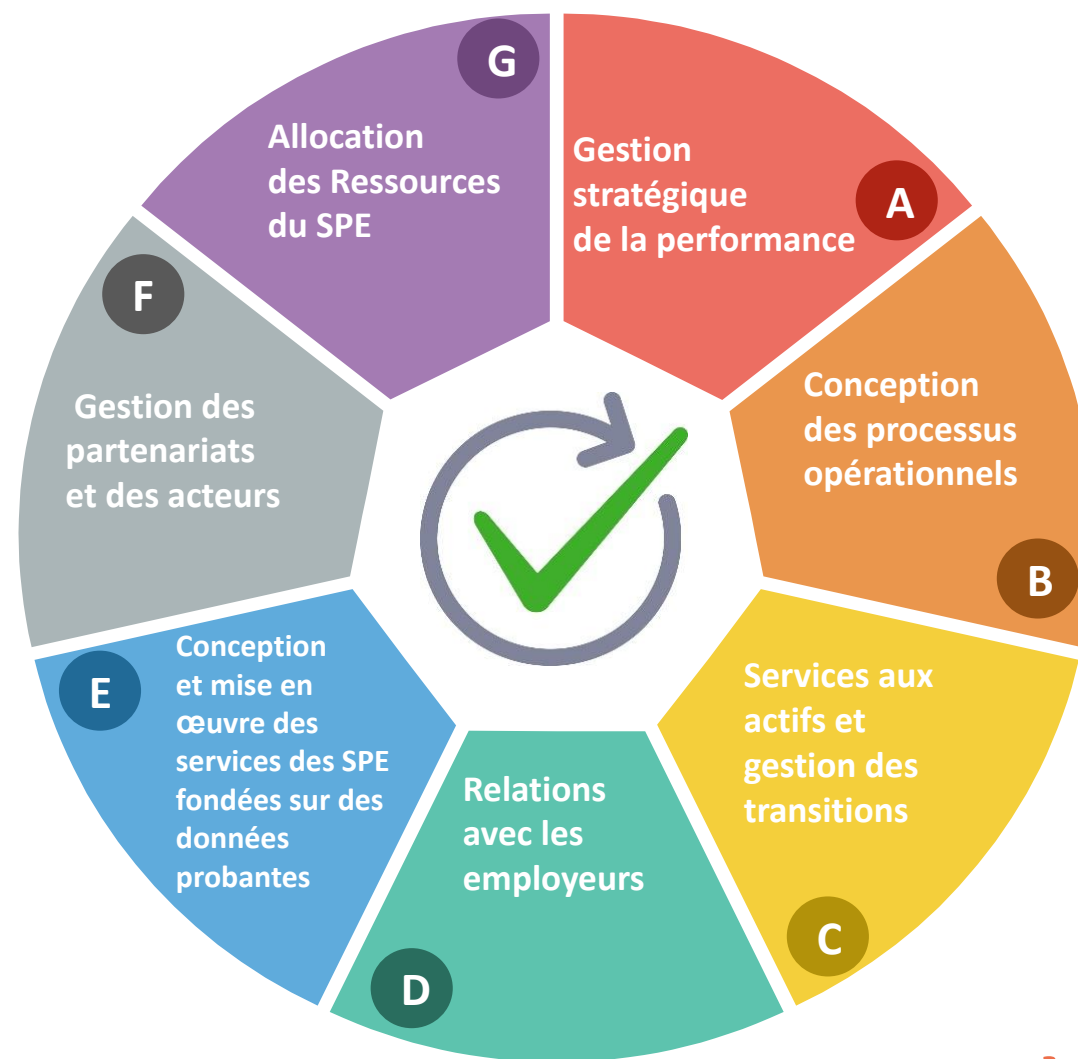 G
Allocation
des Ressources
du SPE
Gestion
stratégique
de la performance
A
F
Gestion des
partenariats
et des acteurs
Conception
des processus
opérationnels
B
E
Conception
et mise en
œuvre des
services des SPE
fondées sur des
données
probantes
Services aux
actifs et
gestion des
transitions
C
Relations
avec les
employeurs
D